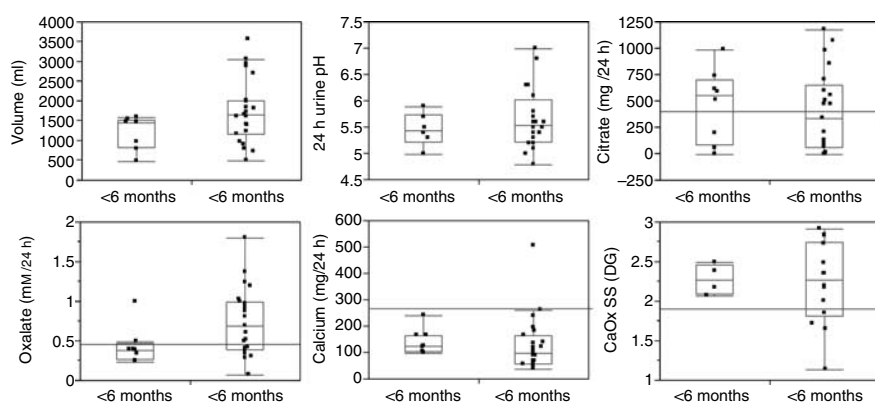 Volume (ml)
4000
3500
3000
2500
2000
1500
1000
500
0
<6 months
<6 months
24 h urine pH
7.5
7
6.5
6
5.5
5
4.5
<6 months
<6 months
Citrate (mg /24 h)
1250
1000
750
500
250
0
−250
<6 months
<6 months
Oxalate (mM /24 h)
2
1.5
1
0.5
0
<6 months
<6 months
Calcium (mg/24 h)
600
500
400
300
200
100
0
<6 months
<6 months
CaOx SS (DG)
3
2.5
2
1.5
1
<6 months
<6 months